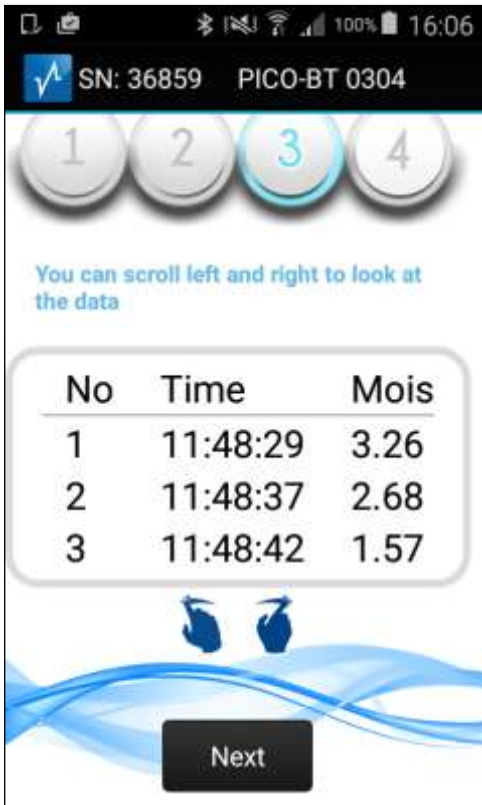 100% 16:06
SN: 36859 PICO-BT 0304
1 2 3 4
You can scroll left and right to look at
the data
No Time Mois
1 11:48:29 3.26
2 11:48:37 2.68
3 11:48:42 1.57
Next